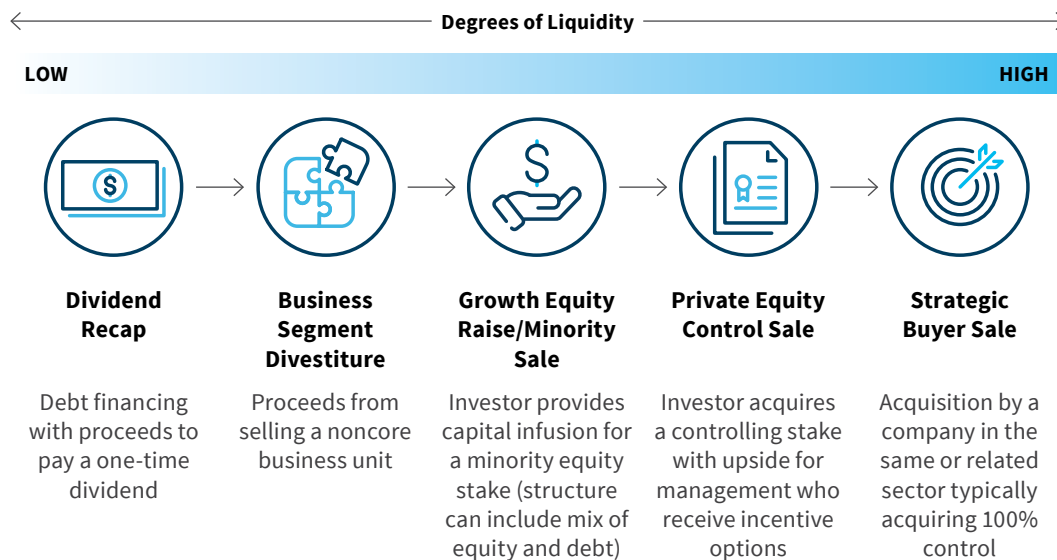 Degrees of Liquidity
LOW
HIGH
$
$
Dividend
Recap
Debt financing
with proceeds to
pay a one-time
dividend
Business
Segment
Divestiture
Proceeds from
selling a noncore
business unit
Growth Equity
Raise/Minority
Sale
Investor provides
capital infusion for
a minority equity
stake (structure
can include mix of
equity and debt)
Private Equity
Control Sale
Investor acquires
a controlling stake
with upside for
management who
receive incentive
options
Strategic
Buyer Sale
Acquisition by a
company in the
same or related
sector typically
acquiring 100%
control